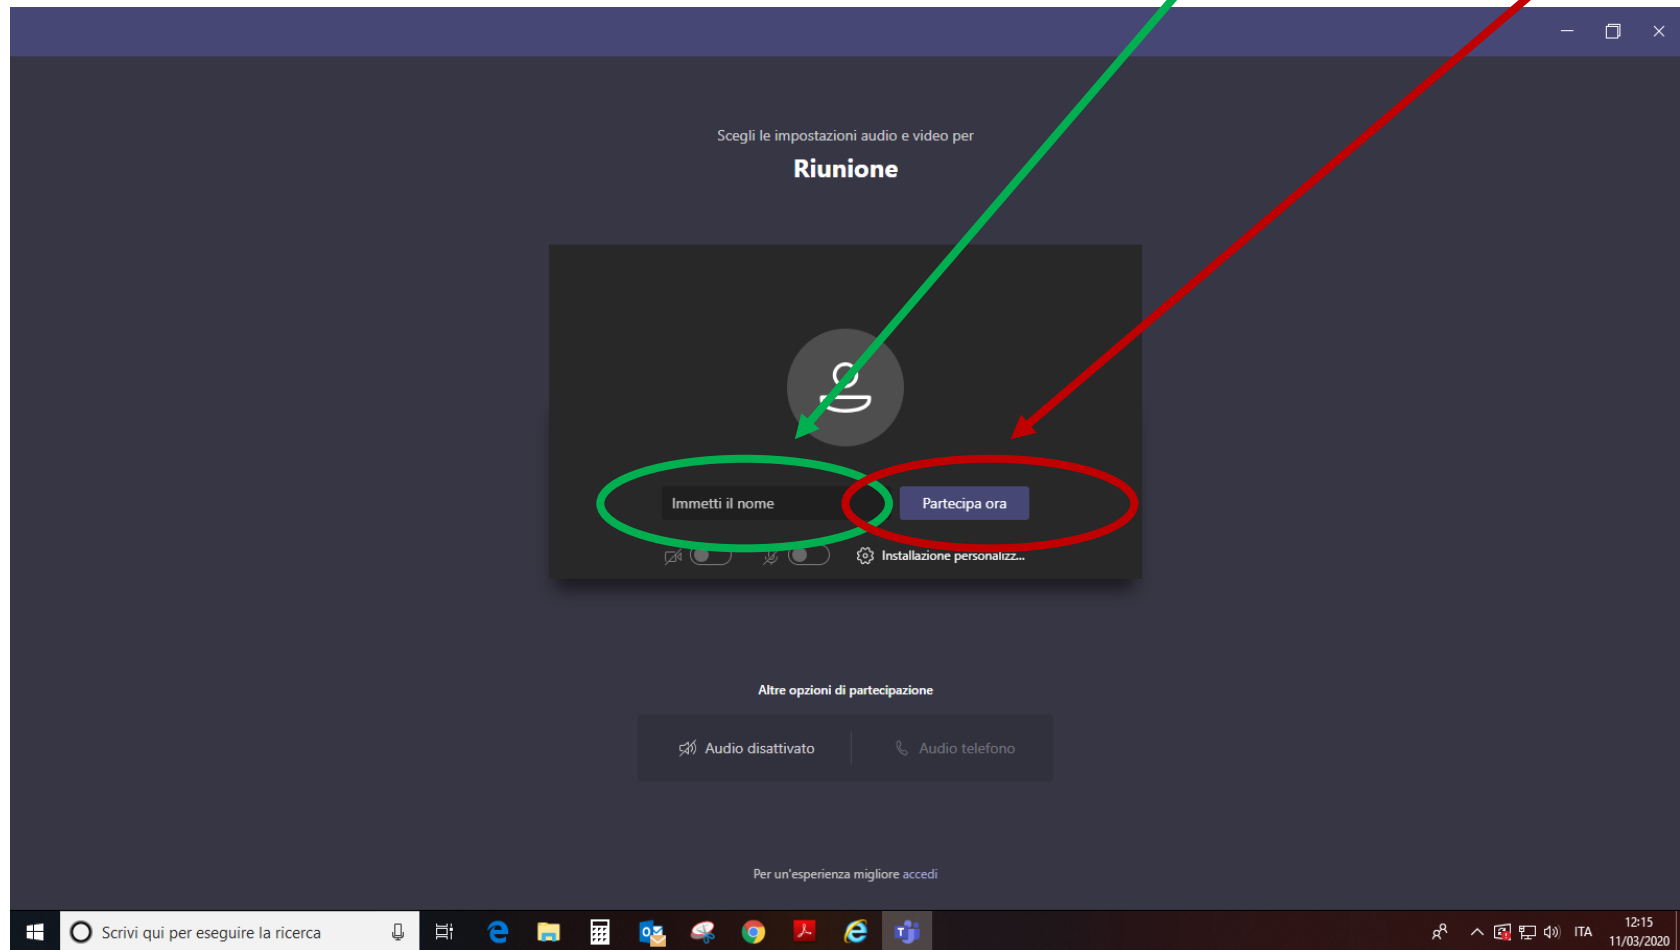 Scegli le impostazioni audio e video per
Riunione
Immetti il nome
Partecipa ora
Installazione personalizz...
Altre opzioni di partecipazione
Audio disattivato
Audio telefono
Per un'esperienza migliore accedi
Scrivi qui per eseguire la ricerca
ITA
12:15
11/03/2020